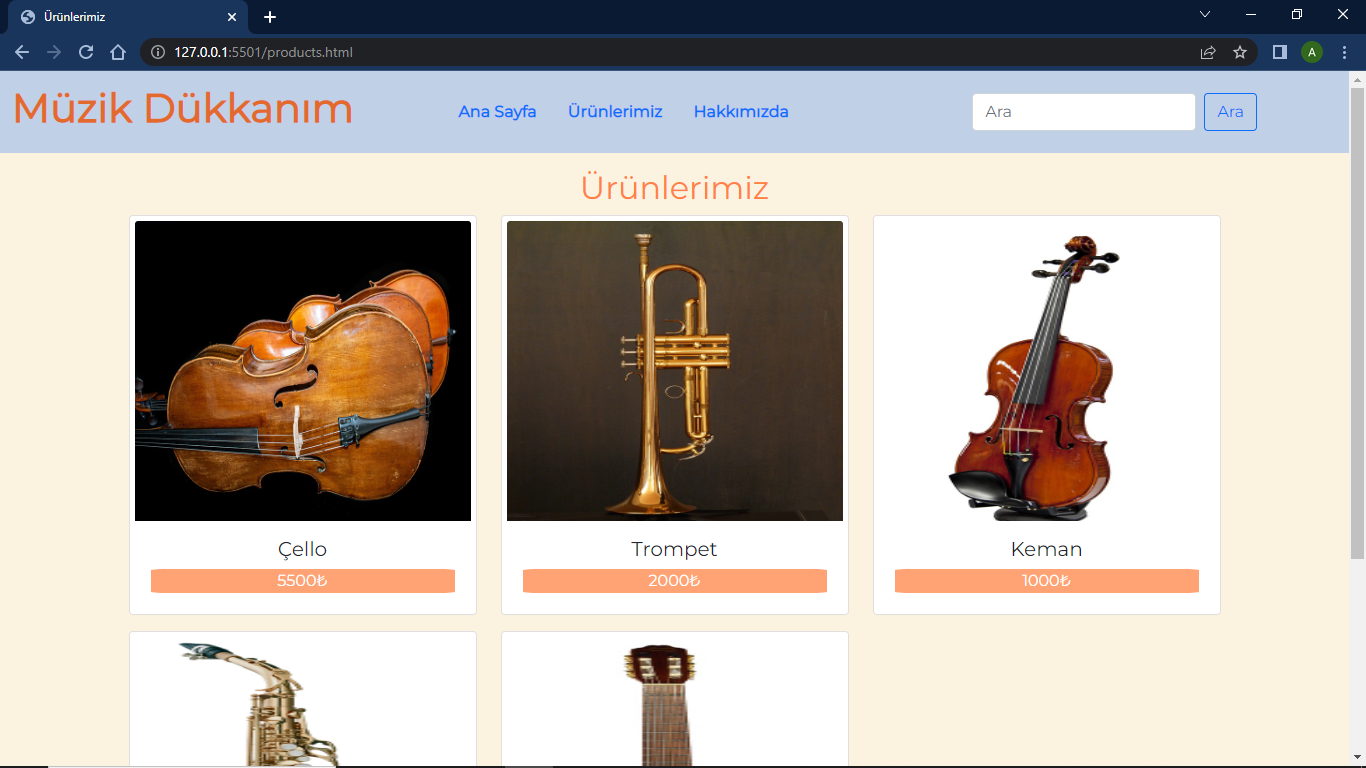 Ürünlerimiz
127.0.0.1:5501/products.html
A
Müzik Dükkanım
Ana Sayfa Ürünlerimiz Hakkımızda
Ara Ara
Ürünlerimiz
Çello Trompet Keman
5500₺ 2000₺ 1000₺